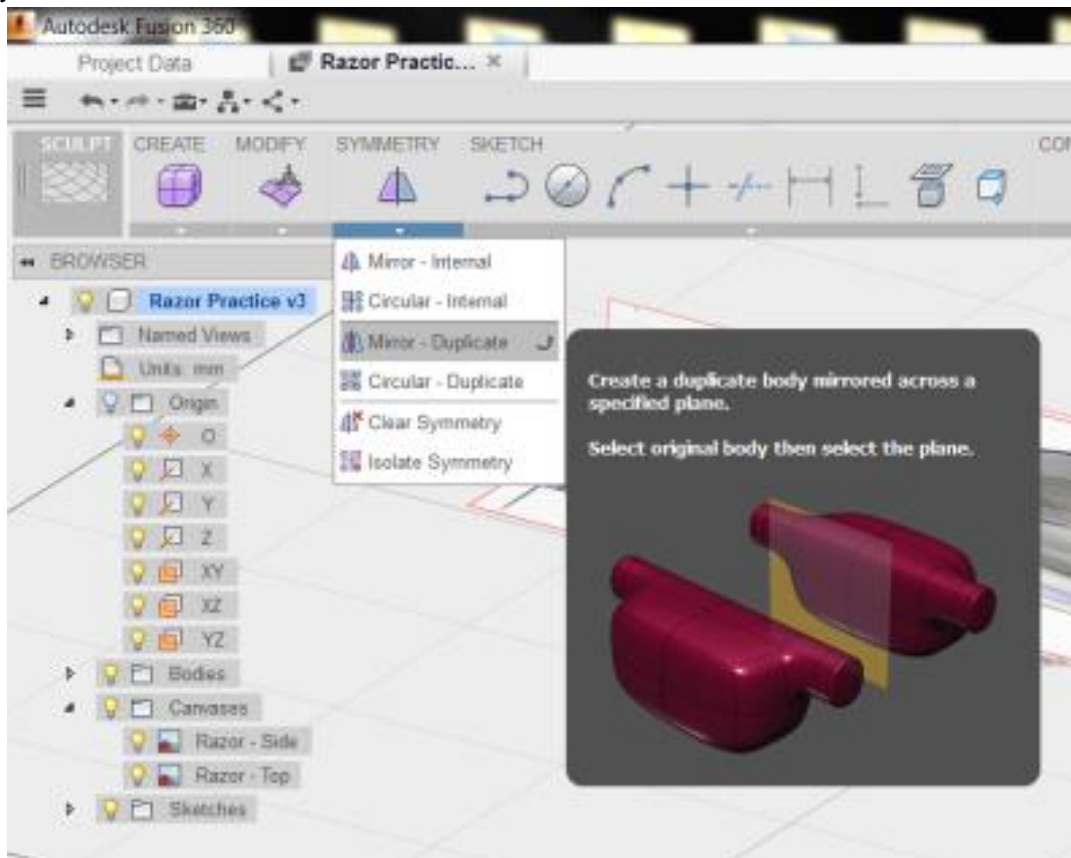 Autodesk Fusion 360
Project Data
Razor Practic... ×
SCULPT CREATE MODIFY SYMMETRY SKETCH
BROWSER
Razor Practice v3
Named Views
Units: mm
Origin
O
X
Y
Z
XY
XZ
YZ
Bodies
Canvases
Razor - Side
Razor - Top
Sketches
Mirror - Internal
Circular - Internal
Mirror - Duplicate
Circular - Duplicate
Clear Symmetry
Isolate Symmetry
Create a duplicate body mirrored across a
specified plane.
Select original body then select the plane.